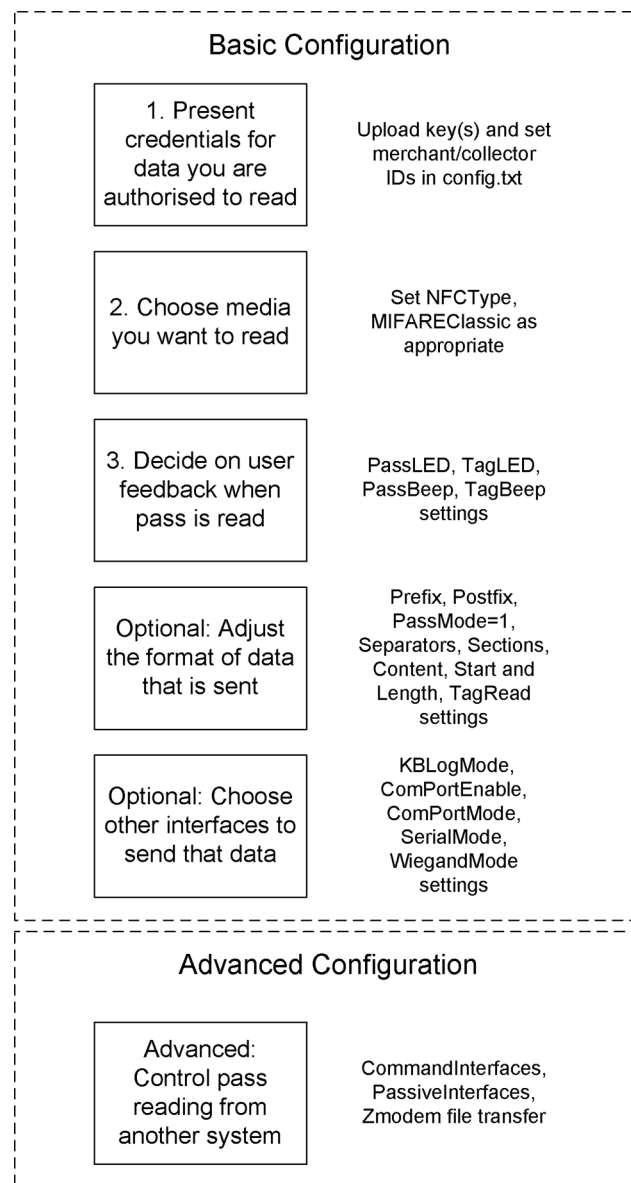 Basic Configuration
1. Present
credentials for
data you are
authorised to read
Upload key(s) and set
merchant/collector
IDs in config.txt
2. Choose media
you want to read
Set NFCType,
MIFAREClassic as
appropriate
3. Decide on user
feedback when
pass is read
PassLED, TagLED,
PassBeep, TagBeep
settings
Optional: Adjust
the format of data
that is sent
Prefix, Postfix,
PassMode=1,
Separators, Sections,
Content, Start and
Length, TagRead
settings
Optional: Choose
other interfaces to
send that data
KBLogMode,
ComPortEnable,
ComPortMode,
SerialMode,
WiegandMode
settings
Advanced Configuration
Advanced:
Control pass
reading from
another system
CommandInterfaces,
PassiveInterfaces,
Zmodem file transfer